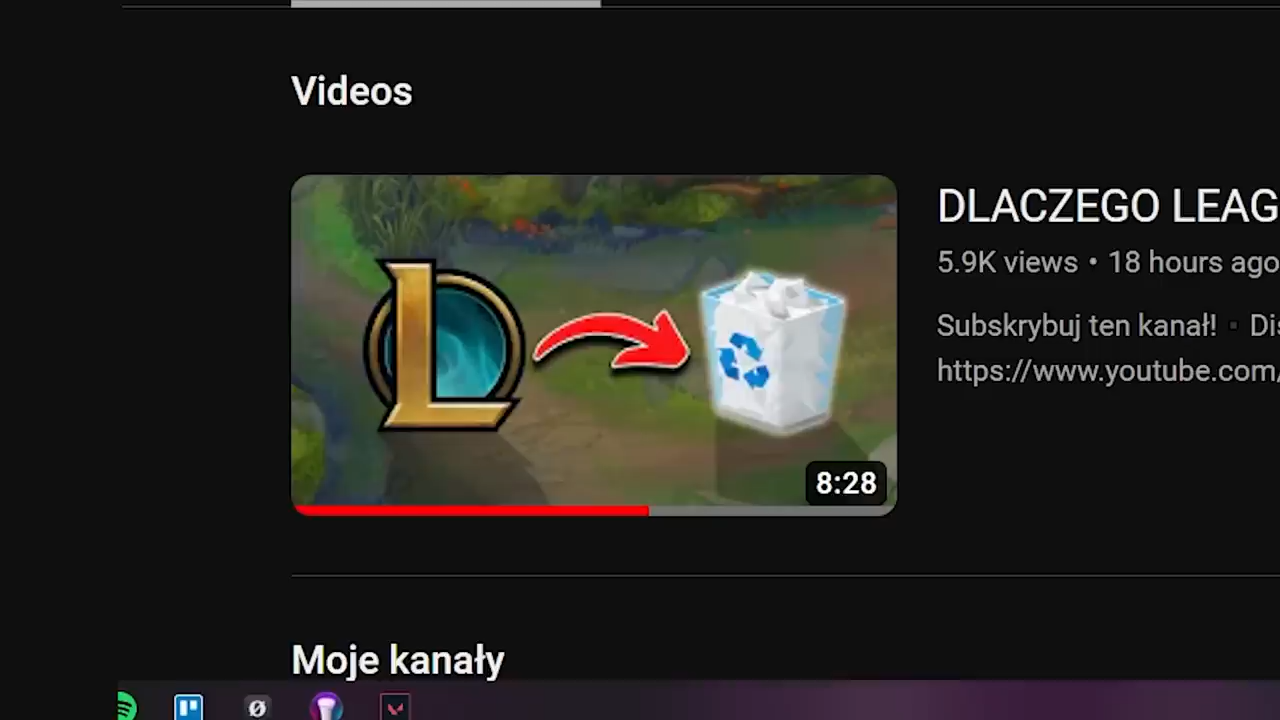 Videos
DLACZEGO LEAG
5.9K views • 18 hours ago
Subskrybuj ten kanał! ▪ Dis
https://www.youtube.com/
8:28
Moje kanały